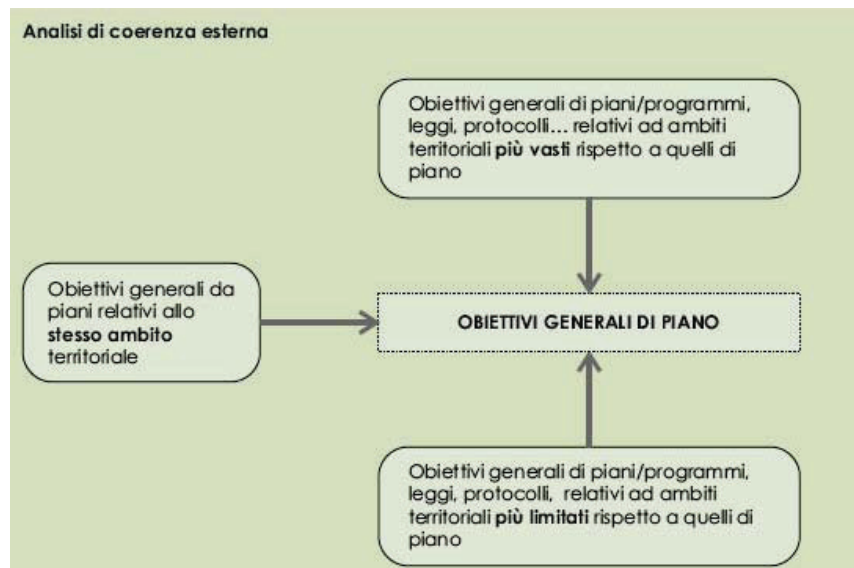 Analisi di coerenza esterna
Obiettivi generali di piani/programmi,
leggi, protocolli... relativi ad ambiti
territoriali più vasti rispetto a quelli di
piano
Obiettivi generali da
piani relativi allo
stesso ambito
territoriale
OBIETTIVI GENERALI DI PIANO
Obiettivi generali di piani/programmi,
leggi, protocolli, relativi ad ambiti
territoriali più limitati rispetto a quelli di
piano